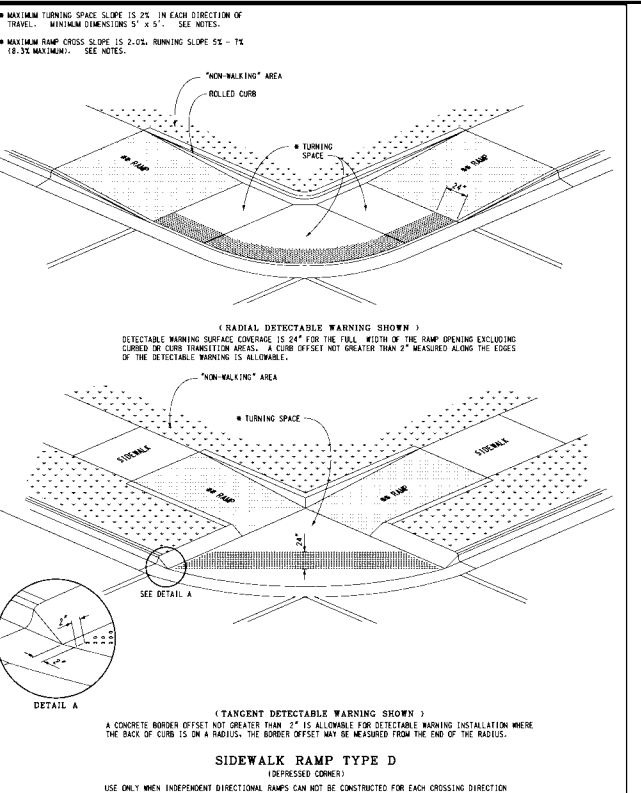 * MAXIMUM TURNING SPACE SLOPE IS 2% IN EACH DIRECTION OF
TRAVEL. MINIMUM DIMENSIONS 5' x 5'. SEE NOTES.
* MAXIMUM RAMP CROSS SLOPE IS 2.0%, RUNNING SLOPE 5% - 7%
(8.3% MAXIMUM). SEE NOTES.
"NON-WALKING" AREA
ROLLED CURB
* TURNING
SPACE
** RAMP
** RAMP
24"
( RADIAL DETECTABLE WARNING SHOWN )
DETECTABLE WARNING SURFACE COVERAGE IS 24" FOR THE FULL WIDTH OF THE RAMP OPENING EXCLUDING
CURBED OR CURB TRANSITION AREAS. A CURB OFFSET NOT GREATER THAN 2" MEASURED ALONG THE EDGES
OF THE DETECTABLE WARNING IS ALLOWABLE.
"NON-WALKING" AREA
* TURNING SPACE
SIDEWALK
SIDEWALK
** RAMP
** RAMP
24"
SEE DETAIL A
2"
2"
DETAIL A
( TANGENT DETECTABLE WARNING SHOWN )
A CONCRETE BORDER OFFSET NOT GREATER THAN 2" IS ALLOWABLE FOR DETECTABLE WARNING INSTALLATION WHERE
THE BACK OF CURB IS ON A RADIUS, THE BORDER OFFSET MAY BE MEASURED FROM THE END OF THE RADIUS.
SIDEWALK RAMP TYPE D
(DEPRESSED CORNER)
USE ONLY WHEN INDEPENDENT DIRECTIONAL RAMPS CAN NOT BE CONSTRUCTED FOR EACH CROSSING DIRECTION